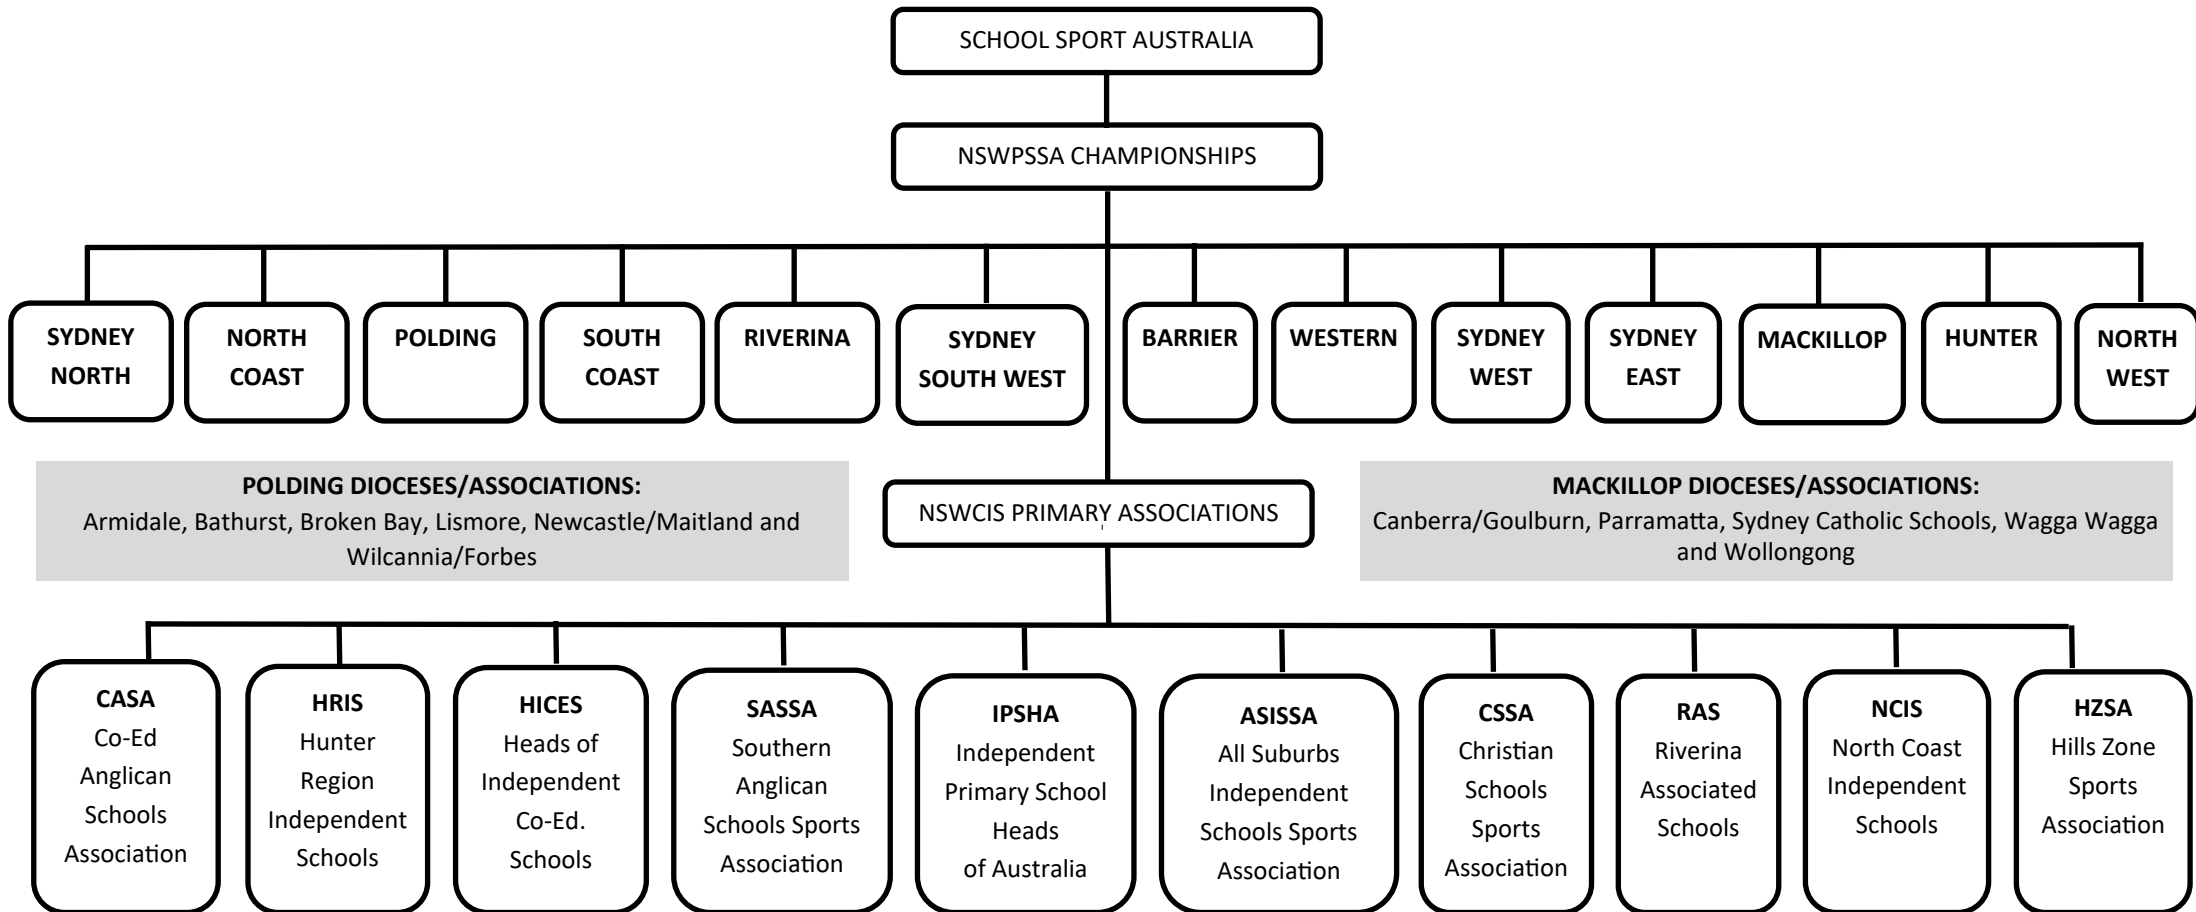 SCHOOL SPORT AUSTRALIA
NSWPSSA CHAMPIONSHIPS
SYDNEY
NORTH
NORTH
COAST
POLDING
SOUTH
COAST
RIVERINA
SYDNEY
SOUTH WEST
BARRIER
WESTERN
SYDNEY
WEST
SYDNEY
EAST
MACKILLOP
HUNTER
NORTH
WEST
POLDING DIOCESES/ASSOCIATIONS:
Armidale, Bathurst, Broken Bay, Lismore, Newcastle/Maitland and
Wilcannia/Forbes
NSWCIS PRIMARY ASSOCIATIONS
MACKILLOP DIOCESES/ASSOCIATIONS:
Canberra/Goulburn, Parramatta, Sydney Catholic Schools, Wagga Wagga
and Wollongong
CASA
Co-Ed
Anglican
Schools
Association
HRIS
Hunter
Region
Independent
Schools
HICES
Heads of
Independent
Co-Ed.
Schools
SASSA
Southern
Anglican
Schools Sports
Association
IPSHA
Independent
Primary School
Heads
of Australia
ASISSA
All Suburbs
Independent
Schools Sports
Association
CSSA
Christian
Schools
Sports
Association
RAS
Riverina
Associated
Schools
NCIS
North Coast
Independent
Schools
HZSA
Hills Zone
Sports
Association